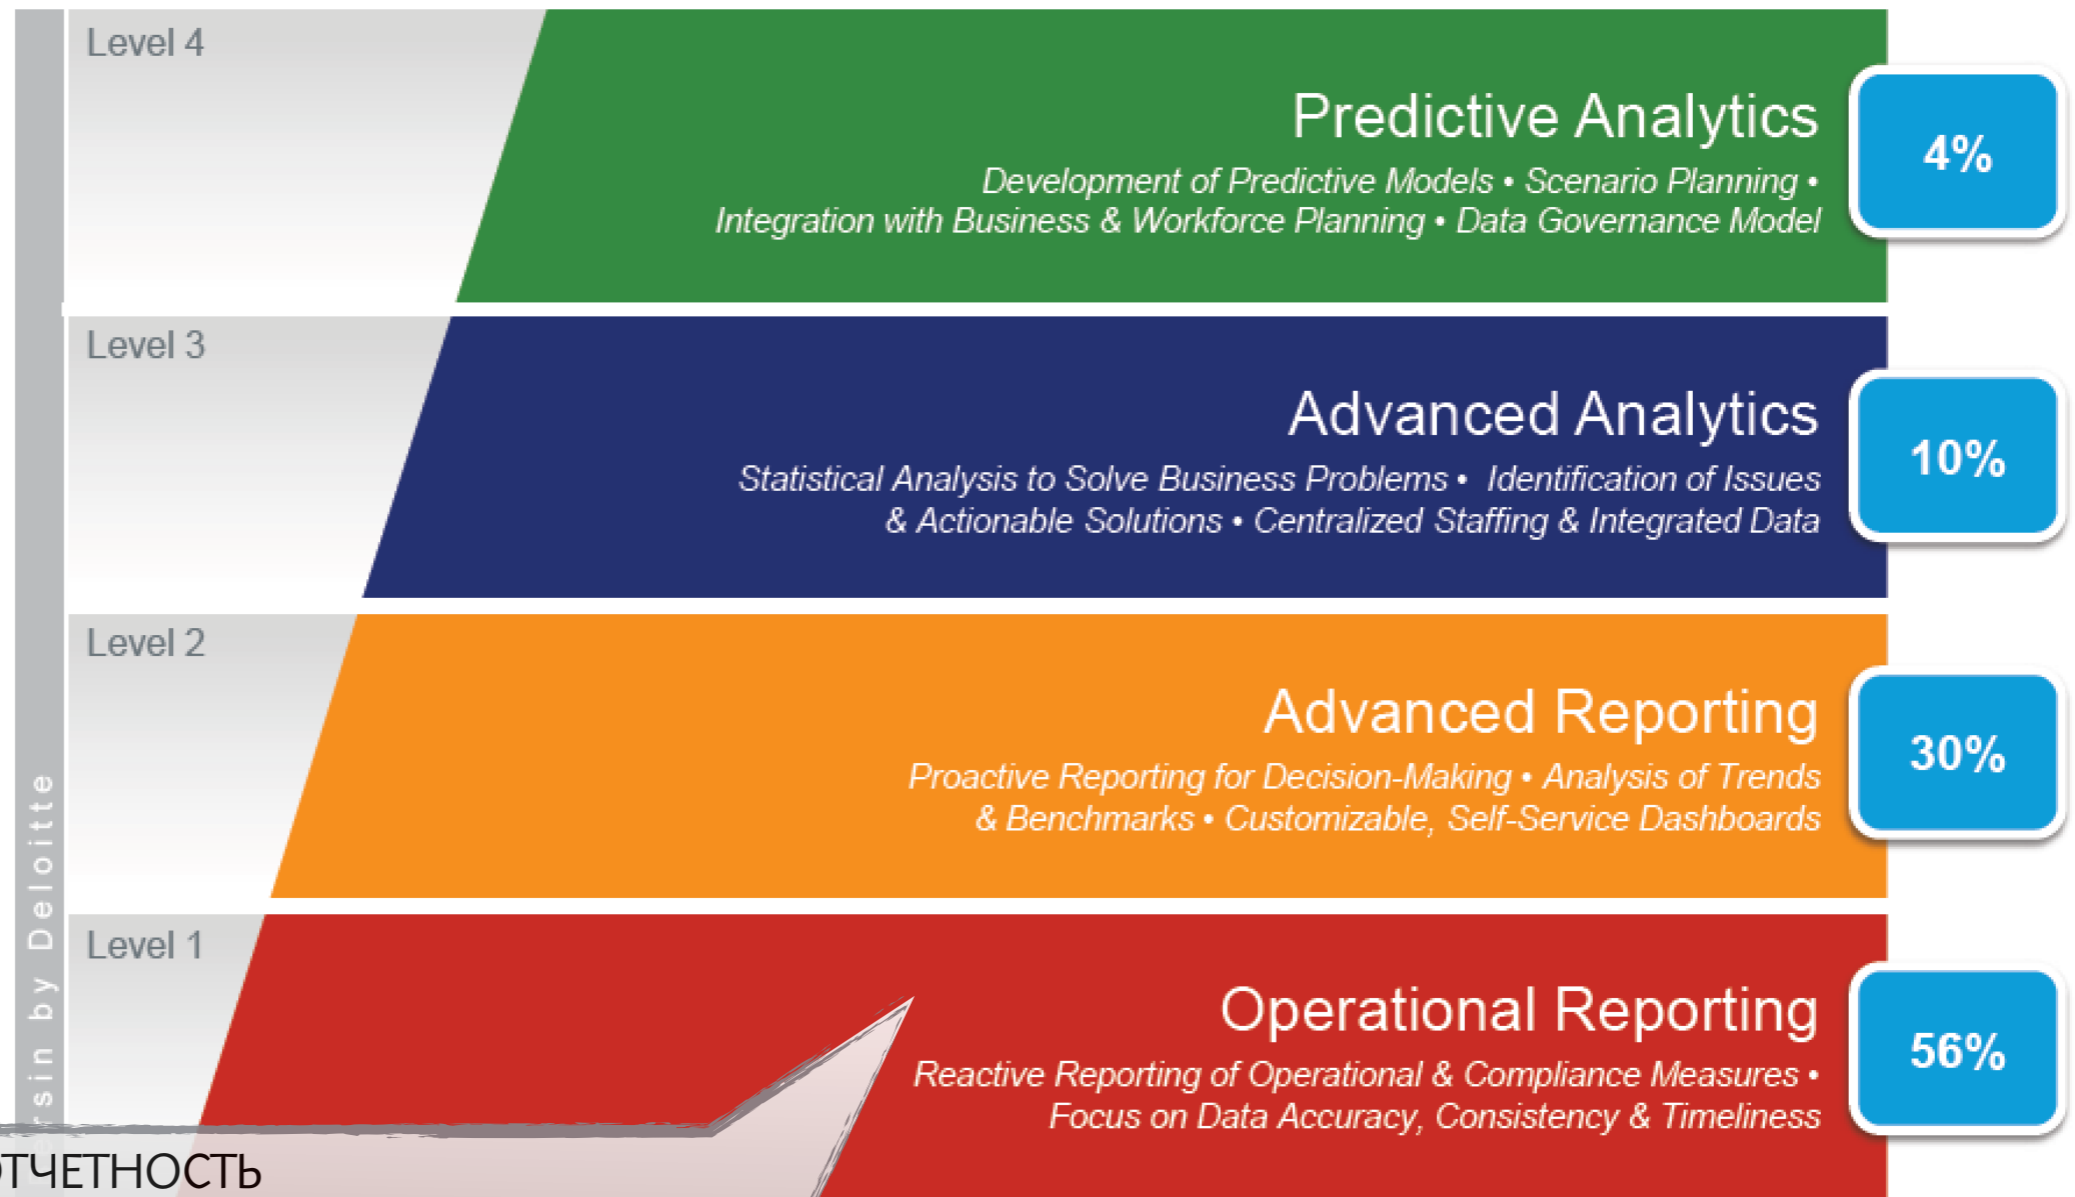 Level 4
Predictive Analytics
Development of Predictive Models • Scenario Planning •
Integration with Business & Workforce Planning • Data Governance Model
4%
Level 3
Advanced Analytics
Statistical Analysis to Solve Business Problems • Identification of Issues
& Actionable Solutions • Centralized Staffing & Integrated Data
10%
Level 2
Advanced Reporting
Proactive Reporting for Decision-Making • Analysis of Trends
& Benchmarks • Customizable, Self-Service Dashboards
30%
Level 1
Operational Reporting
Reactive Reporting of Operational & Compliance Measures •
Focus on Data Accuracy, Consistency & Timeliness
56%
by Deloitte
ОТЧЕТНОСТЬ